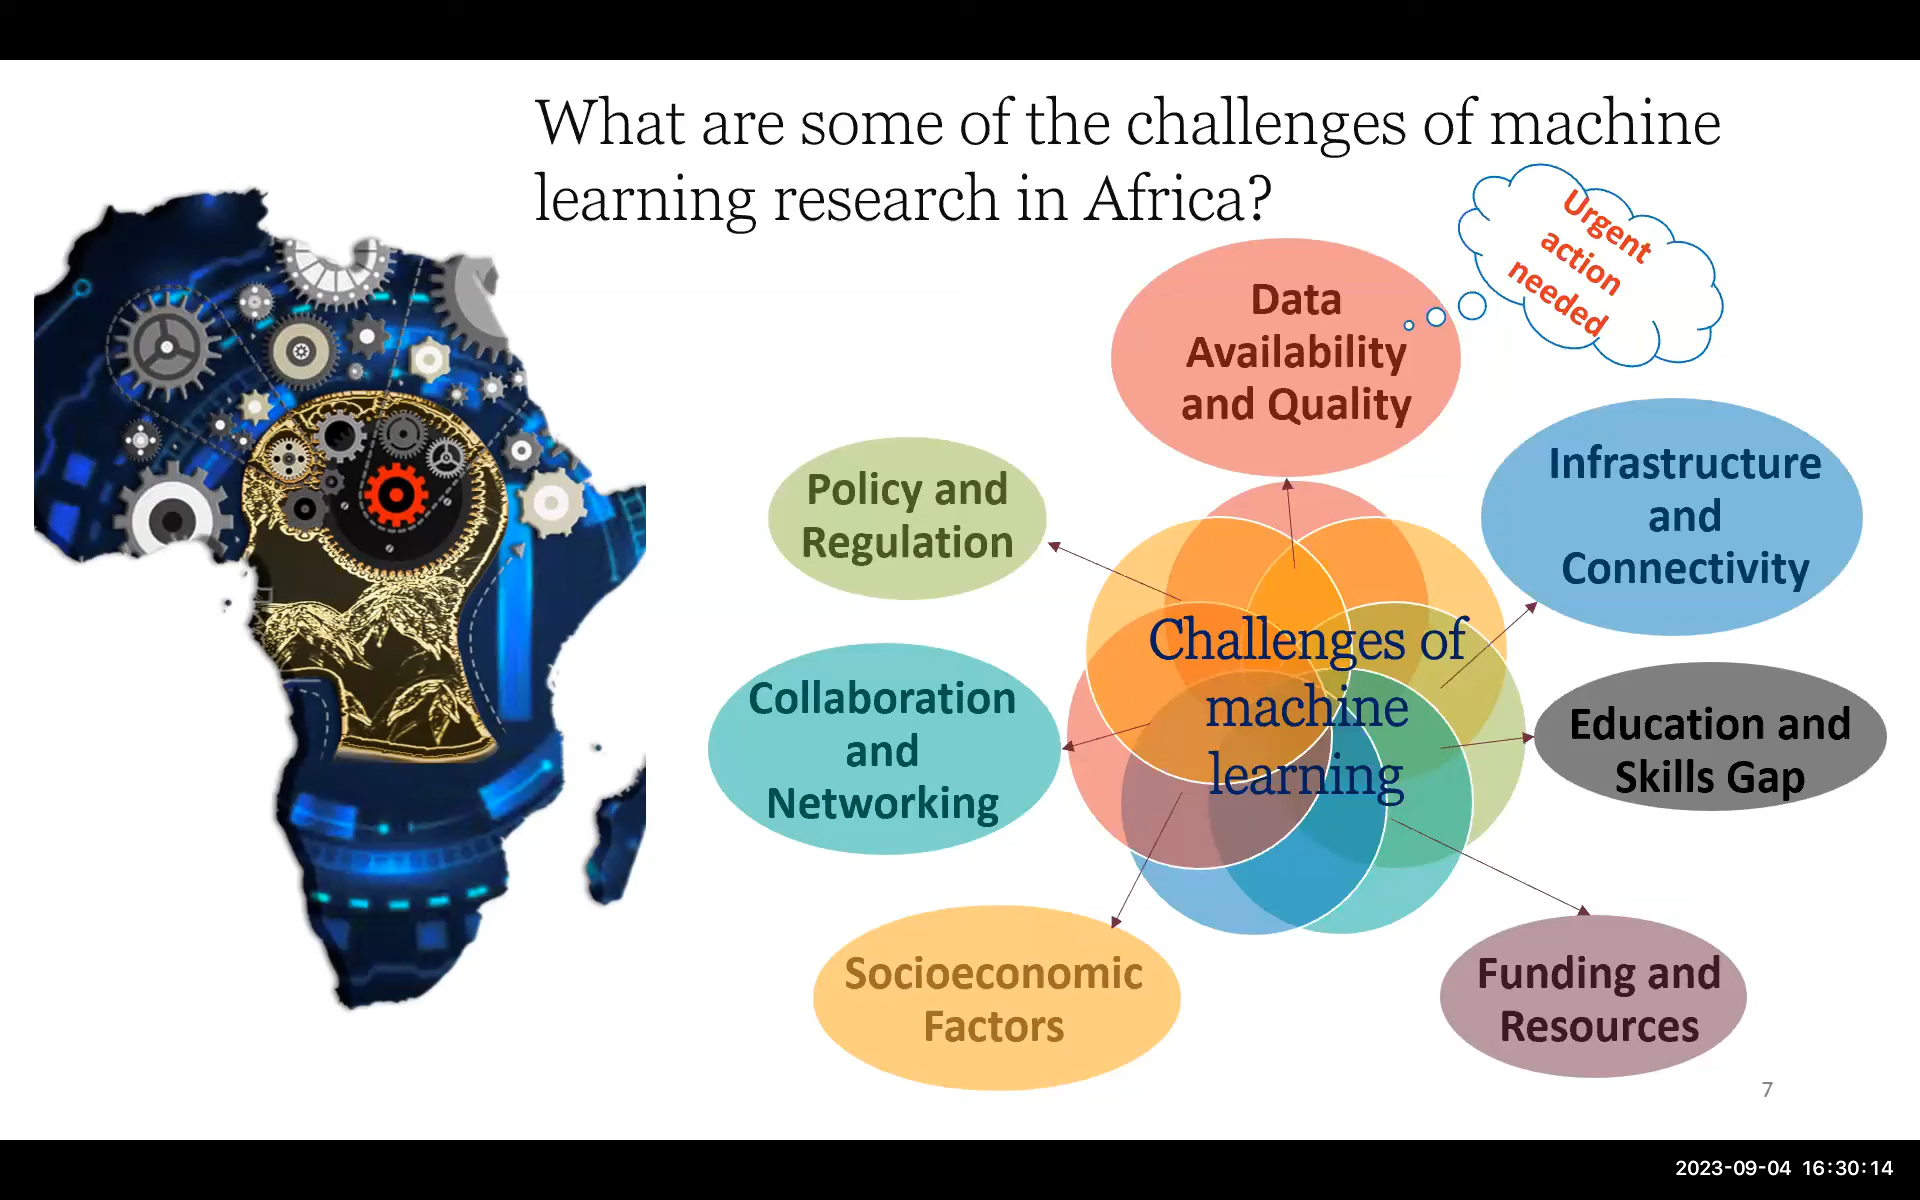 What are some of the challenges of machine
learning research in Africa?
Urgent
action
needed
Data
Availability
and Quality
Infrastructure
and
Connectivity
Policy and
Regulation
Challenges of
machine
learning
Collaboration
and
Networking
Education and
Skills Gap
Socioeconomic
Factors
Funding and
Resources
7
2023-09-04 16:30:14